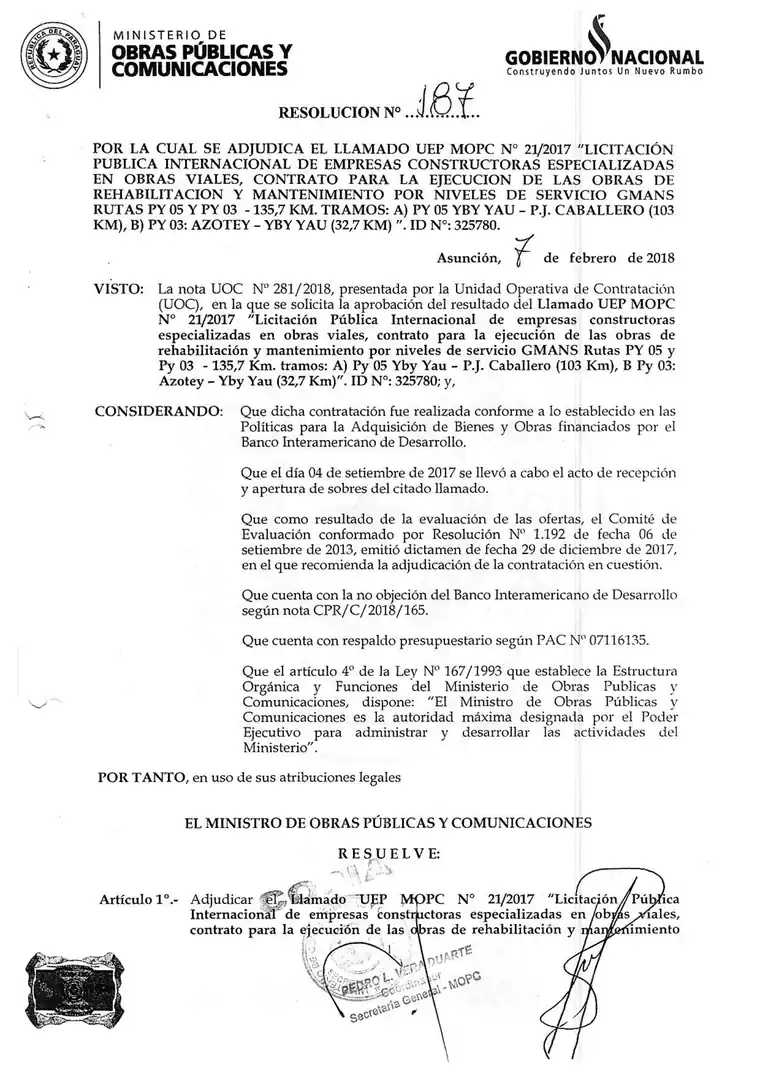 REPUBLICA DEL PARAGUAY
MINISTERIO DE
OBRAS PÚBLICAS Y
COMUNICACIONES
GOBIERNO NACIONAL
Construyendo Juntos Un Nuevo Rumbo
RESOLUCION Nº ...187...
POR LA CUAL SE ADJUDICA EL LLAMADO UEP MOPC Nº 21/2017 "LICITACIÓN
PUBLICA INTERNACIONAL DE EMPRESAS CONSTRUCTORAS ESPECIALIZADAS
EN OBRAS VIALES, CONTRATO PARA LA EJECUCION DE LAS OBRAS DE
REHABILITACION Y MANTENIMIENTO POR NIVELES DE SERVICIO GMANS
RUTAS PY 05 Y PY 03 - 135,7 KM. TRAMOS: A) PY 05 YBY YAU – P.J. CABALLERO (103
KM), B) PY 03: AZOTEY – YBY YAU (32,7 KM) ". ID Nº: 325780.
Asunción, 7 de febrero de 2018
VISTO: La nota UOC Nº 281/2018, presentada por la Unidad Operativa de Contratación
(UOC), en la que se solicita la aprobación del resultado del Llamado UEP MOPC
Nº 21/2017 "Licitación Pública Internacional de empresas constructoras
especializadas en obras viales, contrato para la ejecución de las obras de
rehabilitación y mantenimiento por niveles de servicio GMANS Rutas PY 05 y
Py 03 - 135,7 Km. tramos: A) Py 05 Yby Yau – P.J. Caballero (103 Km), B Py 03:
Azotey – Yby Yau (32,7 Km)". ID Nº: 325780; y,
CONSIDERANDO: Que dicha contratación fue realizada conforme a lo establecido en las
Políticas para la Adquisición de Bienes y Obras financiados por el
Banco Interamericano de Desarrollo.
Que el día 04 de setiembre de 2017 se llevó a cabo el acto de recepción
y apertura de sobres del citado llamado.
Que como resultado de la evaluación de las ofertas, el Comité de
Evaluación conformado por Resolución Nº 1.192 de fecha 06 de
setiembre de 2013, emitió dictamen de fecha 29 de diciembre de 2017,
en el que recomienda la adjudicación de la contratación en cuestión.
Que cuenta con la no objeción del Banco Interamericano de Desarrollo
según nota CPR/C/2018/165.
Que cuenta con respaldo presupuestario según PAC Nº 07116135.
Que el artículo 4º de la Ley Nº 167/1993 que establece la Estructura
Orgánica y Funciones del Ministerio de Obras Publicas y
Comunicaciones, dispone: "El Ministro de Obras Públicas y
Comunicaciones es la autoridad máxima designada por el Poder
Ejecutivo para administrar y desarrollar las actividades del
Ministerio".
POR TANTO, en uso de sus atribuciones legales
EL MINISTRO DE OBRAS PÚBLICAS Y COMUNICACIONES
R E S U E L V E:
Artículo 1º.- Adjudicar el Llamado UEP MOPC Nº 21/2017 "Licitación Pública
Internacional de empresas constructoras especializadas en obras viales,
contrato para la ejecución de las obras de rehabilitación y mantenimiento
PEDRO L. VERA DUARTE
Coordinador
Secretaría General - MOPC